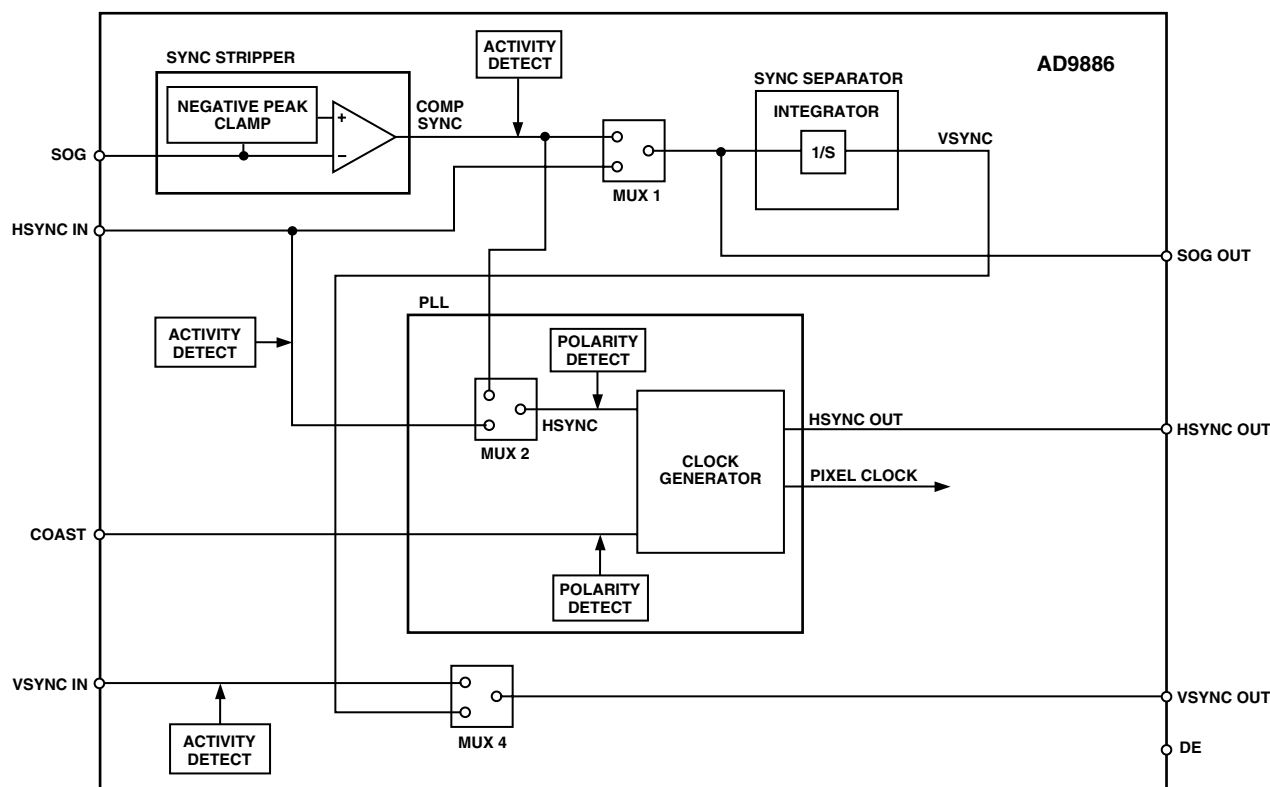 AD9886
SYNC STRIPPER
NEGATIVE PEAK
CLAMP
+
–
COMP
SYNC
ACTIVITY
DETECT
SYNC SEPARATOR
INTEGRATOR
1/S
VSYNC
SOG
MUX 1
HSYNC IN
SOG OUT
PLL
ACTIVITY
DETECT
POLARITY
DETECT
HSYNC
MUX 2
CLOCK
GENERATOR
HSYNC OUT
HSYNC OUT
PIXEL CLOCK
COAST
POLARITY
DETECT
VSYNC IN
ACTIVITY
DETECT
MUX 4
VSYNC OUT
DE